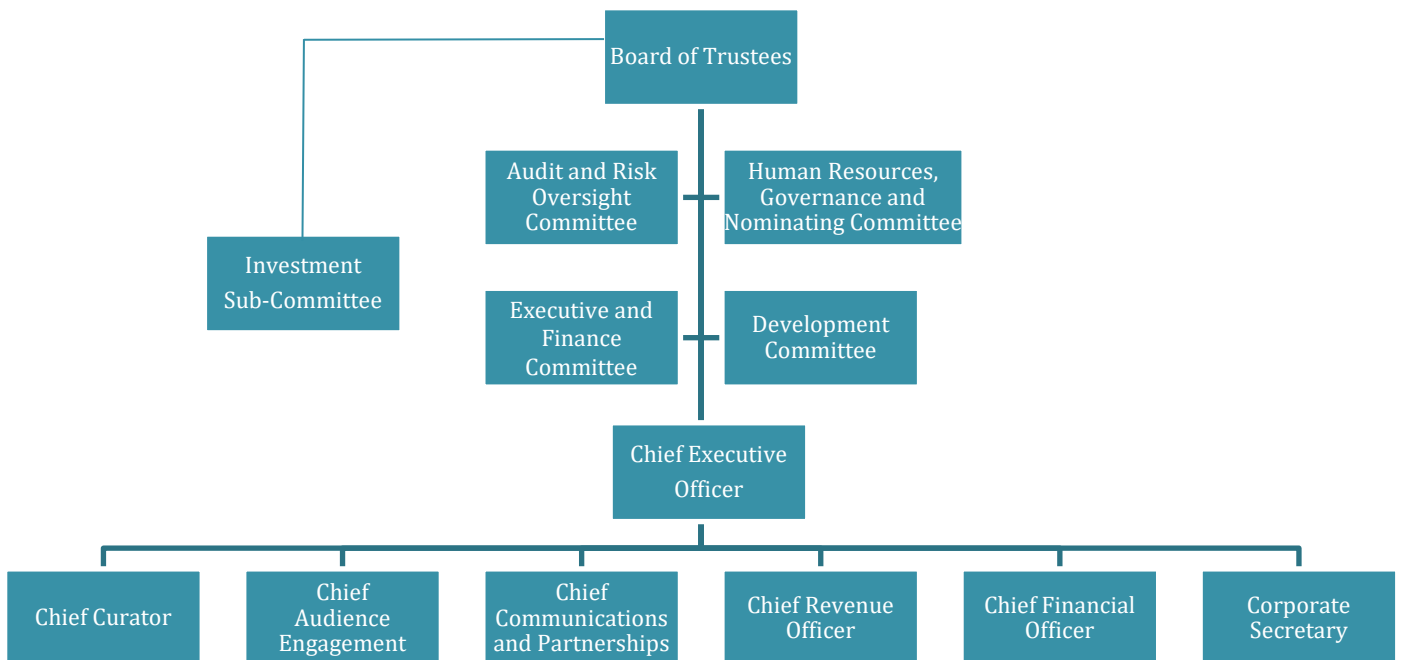 Board of Trustees
Audit and Risk
Oversight
Committee
Human Resources,
Governance and
Nominating Committee
Investment
Sub-Committee
Executive and
Finance
Committee
Development
Committee
Chief Executive
Officer
Chief Curator
Chief
Audience
Engagement
Chief
Communications
and Partnerships
Chief Revenue
Officer
Chief Financial
Officer
Corporate
Secretary